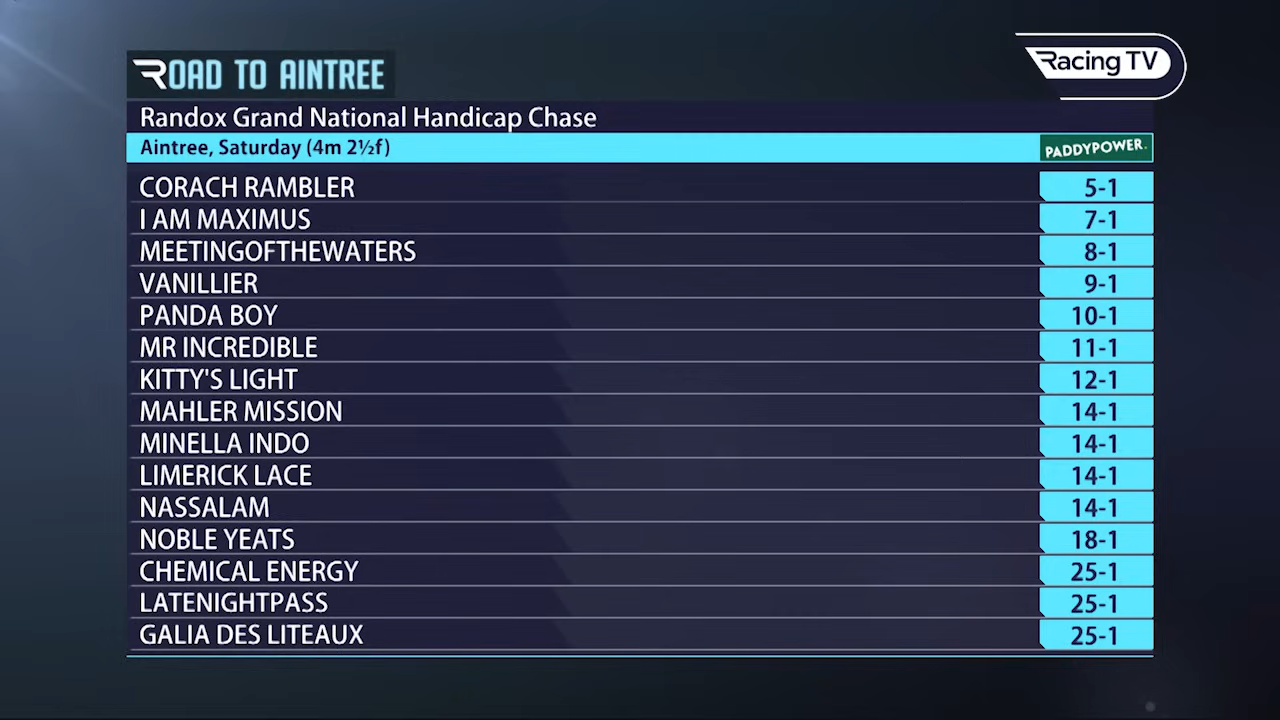 ROAD TO AINTREE
Racing TV
Randox Grand National Handicap Chase
Aintree, Saturday (4m 2½f) PADDYPOWER.
CORACH RAMBLER 5-1
I AM MAXIMUS 7-1
MEETINGOFTHEWATERS 8-1
VANILLIER 9-1
PANDA BOY 10-1
MR INCREDIBLE 11-1
KITTY'S LIGHT 12-1
MAHLER MISSION 14-1
MINELLA INDO 14-1
LIMERICK LACE 14-1
NASSALAM 14-1
NOBLE YEATS 18-1
CHEMICAL ENERGY 25-1
LATENIGHTPASS 25-1
GALIA DES LITEAUX 25-1